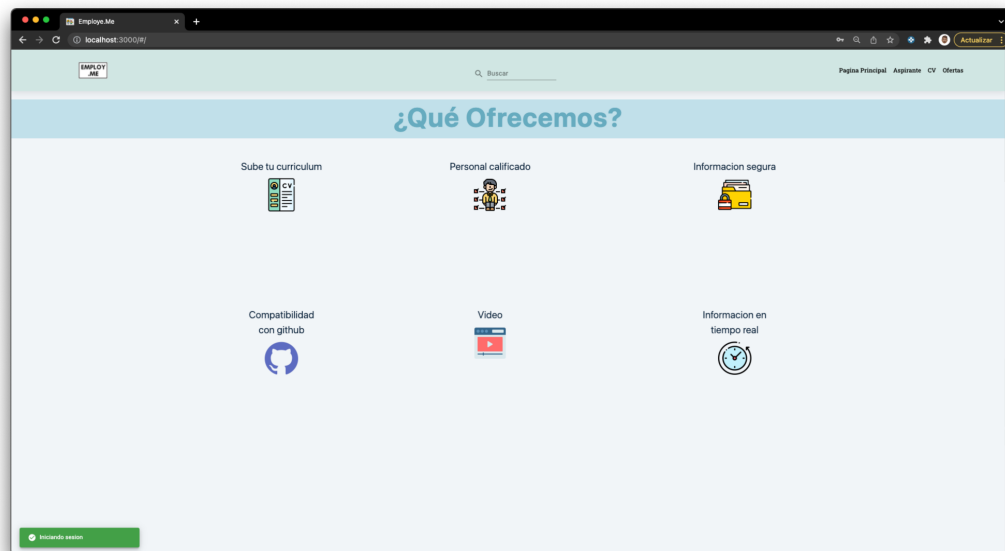 Employe.Me
localhost:3000/#/
Actualizar
EMPLOY
.ME
Buscar
Pagina Principal Aspirante CV Ofertas
¿Qué Ofrecemos?
Sube tu curriculum
CV
Personal calificado
Informacion segura
Compatibilidad
con github
Video
Informacion en
tiempo real
Iniciando sesion